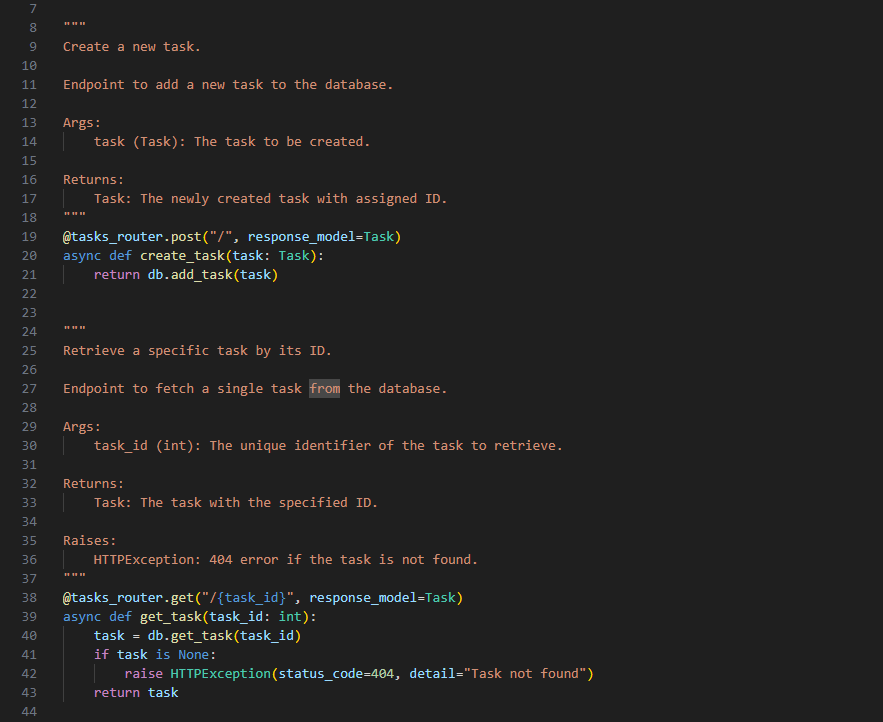 7
8 """
9 Create a new task.
10
11 Endpoint to add a new task to the database.
12
13 Args:
14     task (Task): The task to be created.
15
16 Returns:
17     Task: The newly created task with assigned ID.
18 """
19 @tasks_router.post("/", response_model=Task)
20 async def create_task(task: Task):
21     return db.add_task(task)
22
23
24 """
25 Retrieve a specific task by its ID.
26
27 Endpoint to fetch a single task from the database.
28
29 Args:
30     task_id (int): The unique identifier of the task to retrieve.
31
32 Returns:
33     Task: The task with the specified ID.
34
35 Raises:
36     HTTPException: 404 error if the task is not found.
37 """
38 @tasks_router.get("/{task_id}", response_model=Task)
39 async def get_task(task_id: int):
40     task = db.get_task(task_id)
41     if task is None:
42         raise HTTPException(status_code=404, detail="Task not found")
43     return task
44